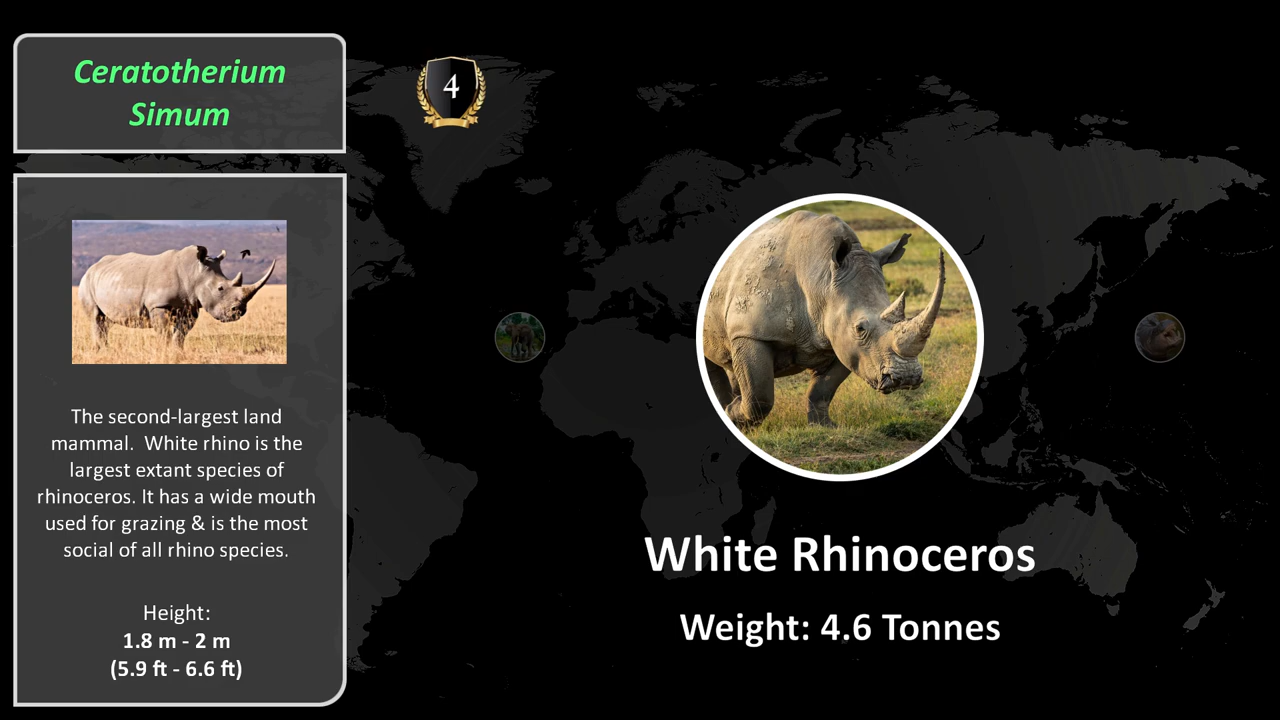 Ceratotherium
Simum
4
The second-largest land
mammal.  White rhino is the
largest extant species of
rhinoceros. It has a wide mouth
used for grazing & is the most
social of all rhino species.
Height:
1.8 m - 2 m
(5.9 ft - 6.6 ft)
White Rhinoceros
Weight: 4.6 Tonnes